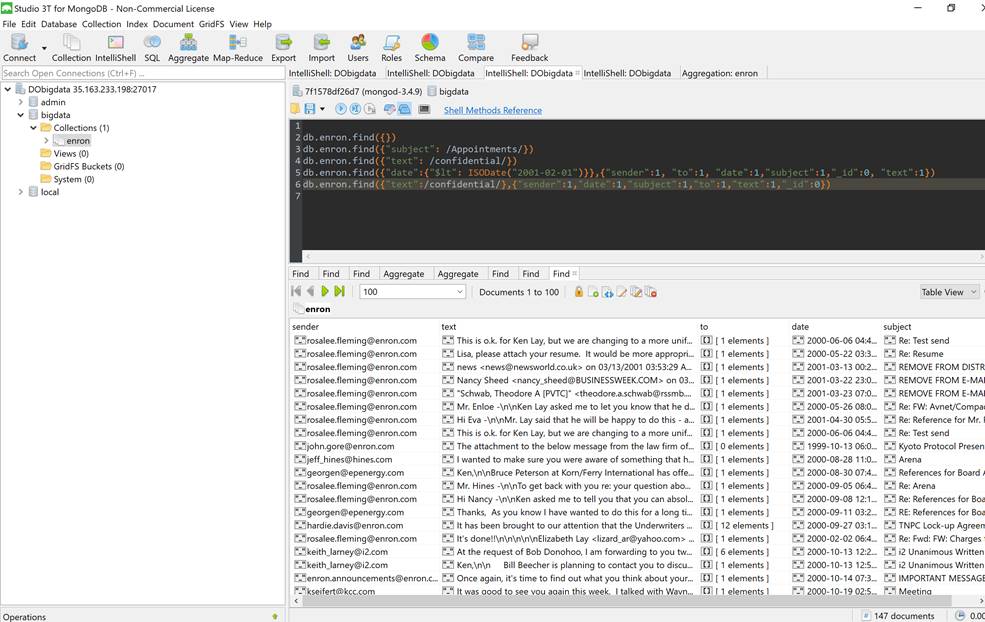 Studio 3T for MongoDB - Non-Commercial License
File Edit Database Collection Index Document GridFS View Help
Connect Collection IntelliShell SQL Aggregate Map-Reduce Export Import Users Roles Schema Compare Feedback
Search Open Connections (Ctrl+F) ...
IntelliShell: DObigdata IntelliShell: DObigdata IntelliShell: DObigdata IntelliShell: DObigdata Aggregation: enron
DObigdata 35.163.233.198:27017
admin
bigdata
Collections (1)
enron
Views (0)
GridFS Buckets (0)
System (0)
local
7f1578df26d7 (mongod-3.4.9) bigdata
Shell Methods Reference
1
2 db.enron.find({})
3 db.enron.find({"subject": /Appointments/})
4 db.enron.find({"text": /confidential/})
5 db.enron.find({"date":{"$lt": ISODate("2001-02-01")}},{"sender":1, "to":1, "date":1,"subject":1,"_id":0, "text":1})
6 db.enron.find({"text":/confidential/},{"sender":1,"date":1,"subject":1,"to":1,"text":1,"_id":0})
7
Find Find Find Aggregate Aggregate Find Find Find
100 Documents 1 to 100 Table View
enron
sender text to date subject
rosalee.fleming@enron.com This is o.k. for Ken Lay, but we are changing to a more unif... [ 1 elements ] 2000-06-06 04:4... Re: Test send
rosalee.fleming@enron.com Lisa, please attach your resume. It would be more appropri... [ 1 elements ] 2000-05-22 03:3... Re: Resume
rosalee.fleming@enron.com news <news@newsworld.co.uk> on 03/13/2001 03:53:29 A... [ 1 elements ] 2001-03-13 00:2... REMOVE FROM DISTR
rosalee.fleming@enron.com Nancy Sheed <nancy_sheed@BUSINESSWEEK.COM> on 03... [ 1 elements ] 2001-03-22 23:0... REMOVE FROM E-MA
rosalee.fleming@enron.com "Schwab, Theodore A [PVTC]" <theodore.a.schwab@rssmb.... [ 1 elements ] 2001-03-23 07:0... REMOVE FROM E-MA
rosalee.fleming@enron.com Mr. Enloe -\n\nKen Lay asked me to let you know that he d... [ 1 elements ] 2000-05-26 08:0... Re: FW: Avnet/Compa
rosalee.fleming@enron.com Hi Eva -\n\nMr. Lay said that he will be happy to do this - a... [ 1 elements ] 2001-04-30 05:5... Re: Reference for Mr.
rosalee.fleming@enron.com This is o.k. for Ken Lay, but we are changing to a more unif... [ 1 elements ] 2000-06-06 04:4... Re: Test send
john.gore@enron.com The attachment to the below message from the law firm of... [ 0 elements ] 1999-10-13 06:0... Kyoto Protocol Presen
jeff_hines@hines.com I wanted to make sure you were aware of something that h... [ 1 elements ] 2000-08-28 11:0... Arena
georgen@epenergy.com Ken,\n\nBruce Peterson at Korn/Ferry International has offe... [ 1 elements ] 2000-08-30 07:4... References for Board A
rosalee.fleming@enron.com Mr. Hines -\n\nTo get back with you re: your question abo... [ 1 elements ] 2000-09-05 06:4... Re: Arena
rosalee.fleming@enron.com Hi Nancy -\n\nKen asked me to tell you that you can absol... [ 1 elements ] 2000-09-08 12:1... Re: References for Boa
georgen@epenergy.com Thanks, As you know I have wanted to do this for a long ti... [ 1 elements ] 2000-09-11 03:2... RE: References for Boa
hardie.davis@enron.com It has been brought to our attention that the Underwriters ... [ 12 elements ] 2000-09-27 03:1... TNPC Lock-up Agreem
rosalee.fleming@enron.com It's done!!\n\n\n\n\nElizabeth Lay <lizard_ar@yahoo.com> ... [ 1 elements ] 2000-02-02 06:4... Re: Fwd: FW: Charges
keith_larney@i2.com At the request of Bob Donohoo, I am forwarding to you tw... [ 6 elements ] 2000-10-13 12:2... i2 Unanimous Written
keith_larney@i2.com Ken,\n\n Bill Beecher is planning to contact you to discu... [ 1 elements ] 2000-10-13 12:2... i2 Unanimous Written
enron.announcements@enron.c... Once again, it's time to find out what you think about your... [ 1 elements ] 2000-10-14 07:3... IMPORTANT MESSAGE
kseifert@kcc.com It was good to see you again this week. I talked with Wayn... [ 1 elements ] 2000-10-19 02:5... Meeting
Operations 147 documents 0.00